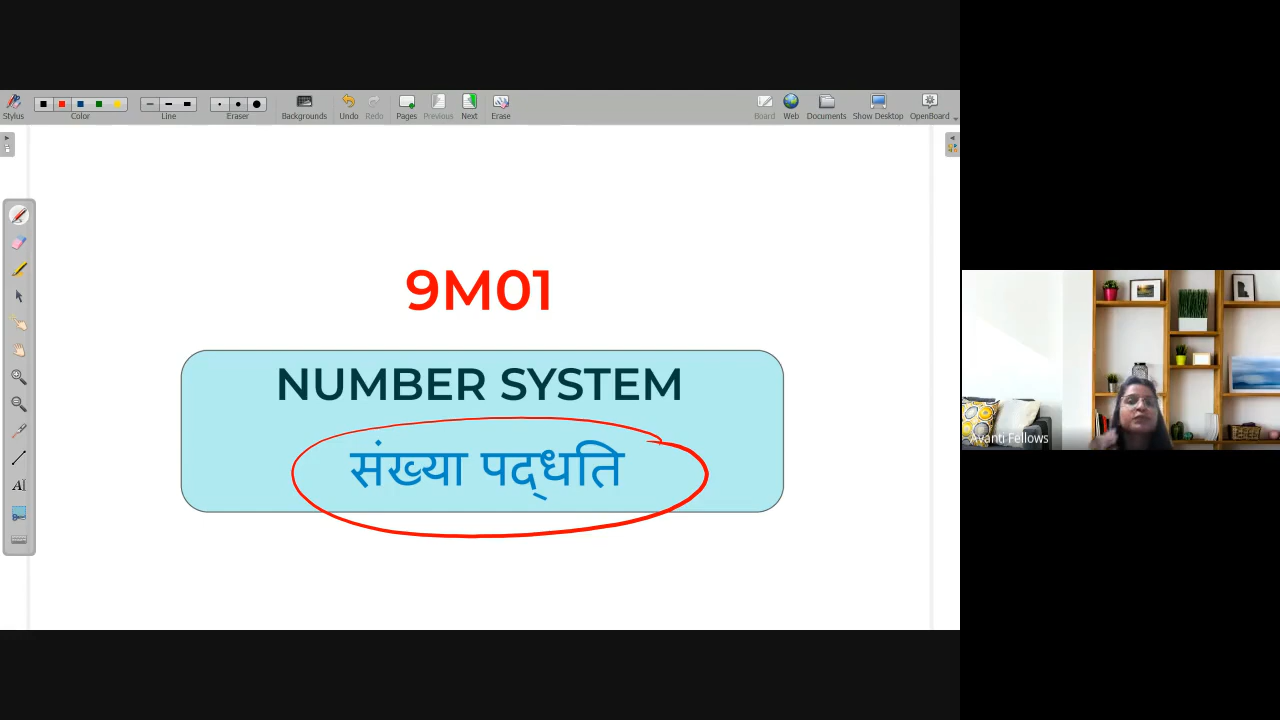 Stylus Color Line Eraser Backgrounds Undo Redo Pages Previous Next Erase Board Web Documents Show Desktop OpenBoard
9M01
NUMBER SYSTEM
संख्या पद्धति
AI
Avanti Fellows